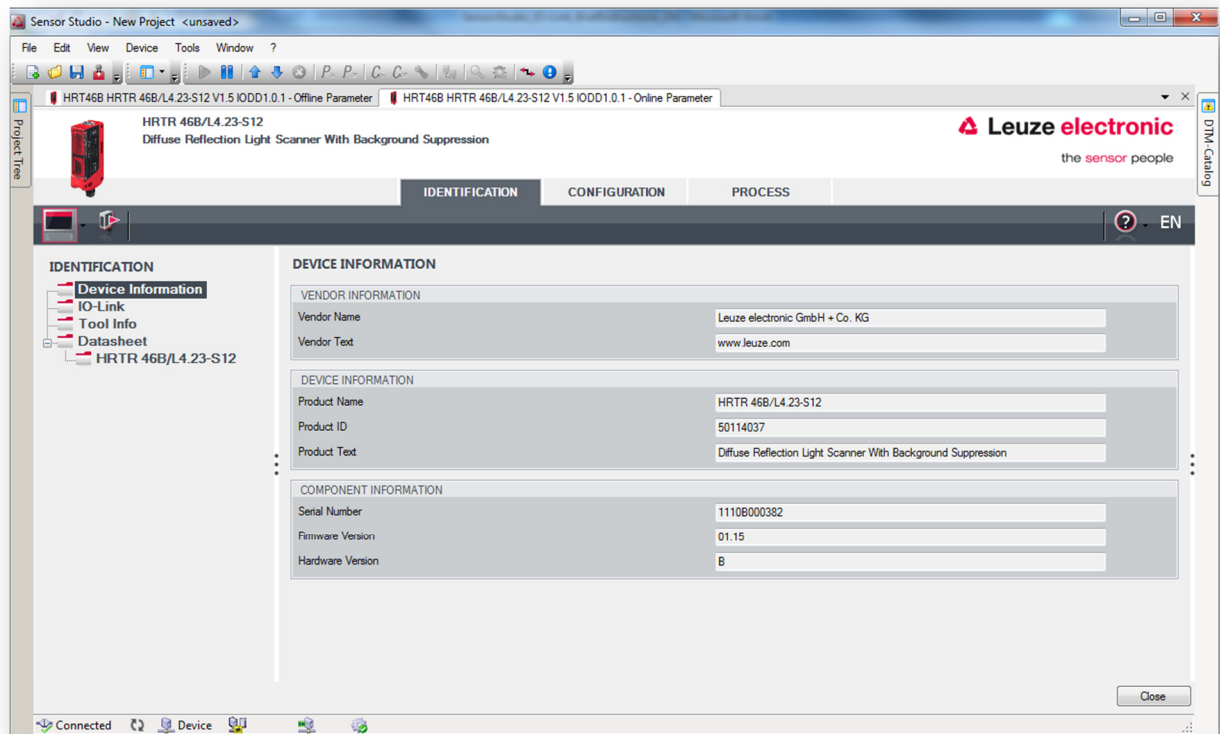 Sensor Studio - New Project <unsaved>
File Edit View Device Tools Window ?
HRT46B HRTR 46B/L4.23-S12 V1.5 IODD1.0.1 - Offline Parameter
HRT46B HRTR 46B/L4.23-S12 V1.5 IODD1.0.1 - Online Parameter
Project Tree
DTM-Catalog
HRTR 46B/L4.23-S12
Diffuse Reflection Light Scanner With Background Suppression
Leuze electronic
the sensor people
IDENTIFICATION CONFIGURATION PROCESS
? EN
IDENTIFICATION
Device Information
IO-Link
Tool Info
Datasheet
HRTR 46B/L4.23-S12
DEVICE INFORMATION
VENDOR INFORMATION
Vendor Name Leuze electronic GmbH + Co. KG
Vendor Text www.leuze.com
DEVICE INFORMATION
Product Name HRTR 46B/L4.23-S12
Product ID 50114037
Product Text Diffuse Reflection Light Scanner With Background Suppression
COMPONENT INFORMATION
Serial Number 1110B000382
Firmware Version 01.15
Hardware Version B
Close
Connected Device